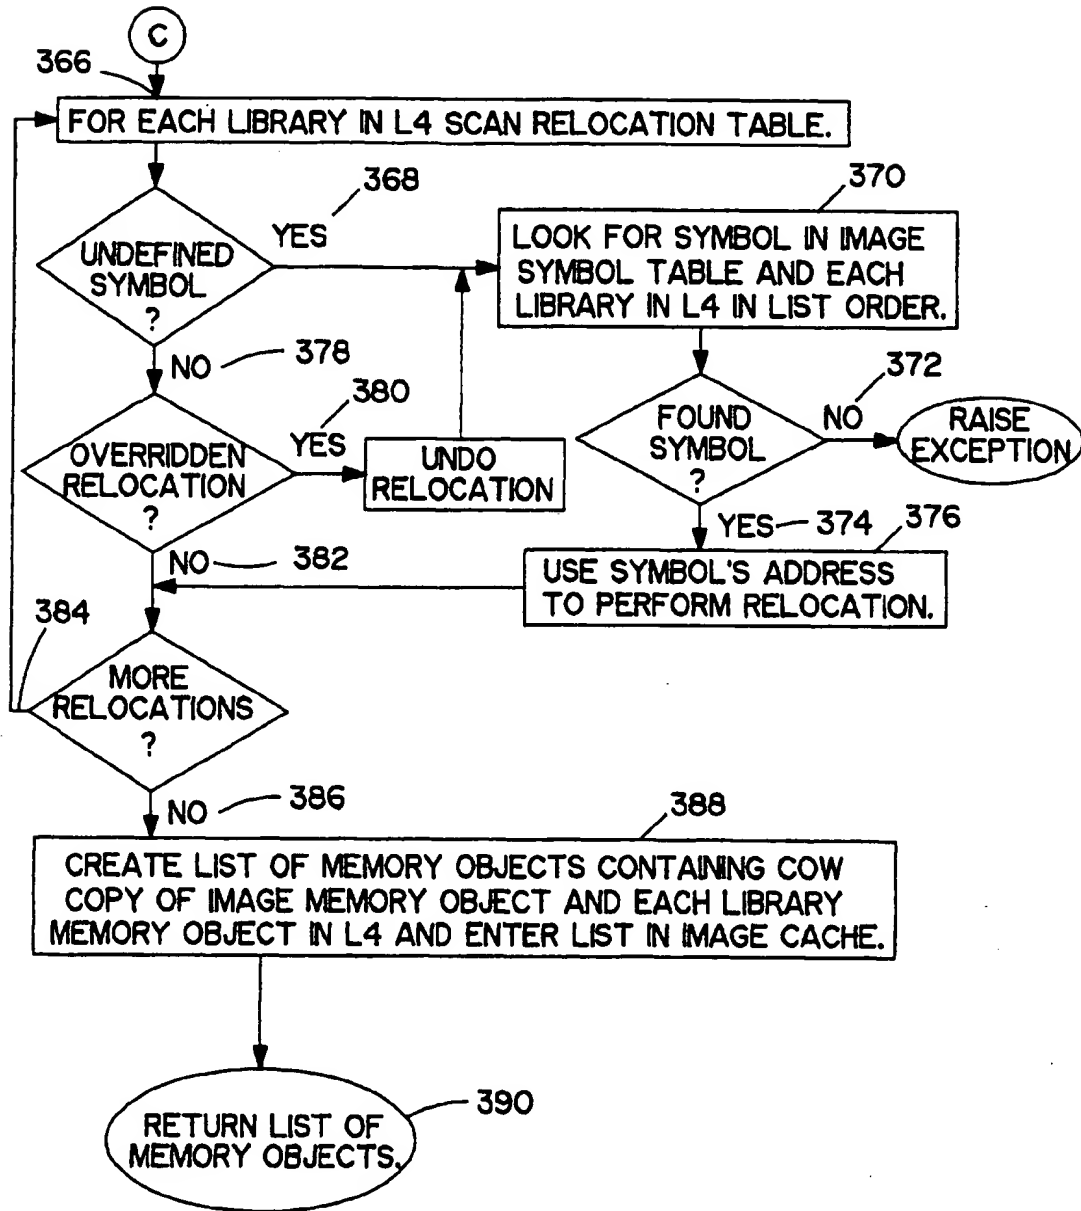 C
366
FOR EACH LIBRARY IN L4 SCAN RELOCATION TABLE.
368
370
YES
UNDEFINED
SYMBOL
?
LOOK FOR SYMBOL IN IMAGE
SYMBOL TABLE AND EACH
LIBRARY IN L4 IN LIST ORDER.
NO
378
380
372
YES
NO
OVERRIDDEN
RELOCATION
?
UNDO
RELOCATION
FOUND
SYMBOL
?
RAISE
EXCEPTION
YES
374
376
NO
382
USE SYMBOL'S ADDRESS
TO PERFORM RELOCATION.
384
MORE
RELOCATIONS
?
NO
386
388
CREATE LIST OF MEMORY OBJECTS CONTAINING COW
COPY OF IMAGE MEMORY OBJECT AND EACH LIBRARY
MEMORY OBJECT IN L4 AND ENTER LIST IN IMAGE CACHE.
390
RETURN LIST OF
MEMORY OBJECTS.